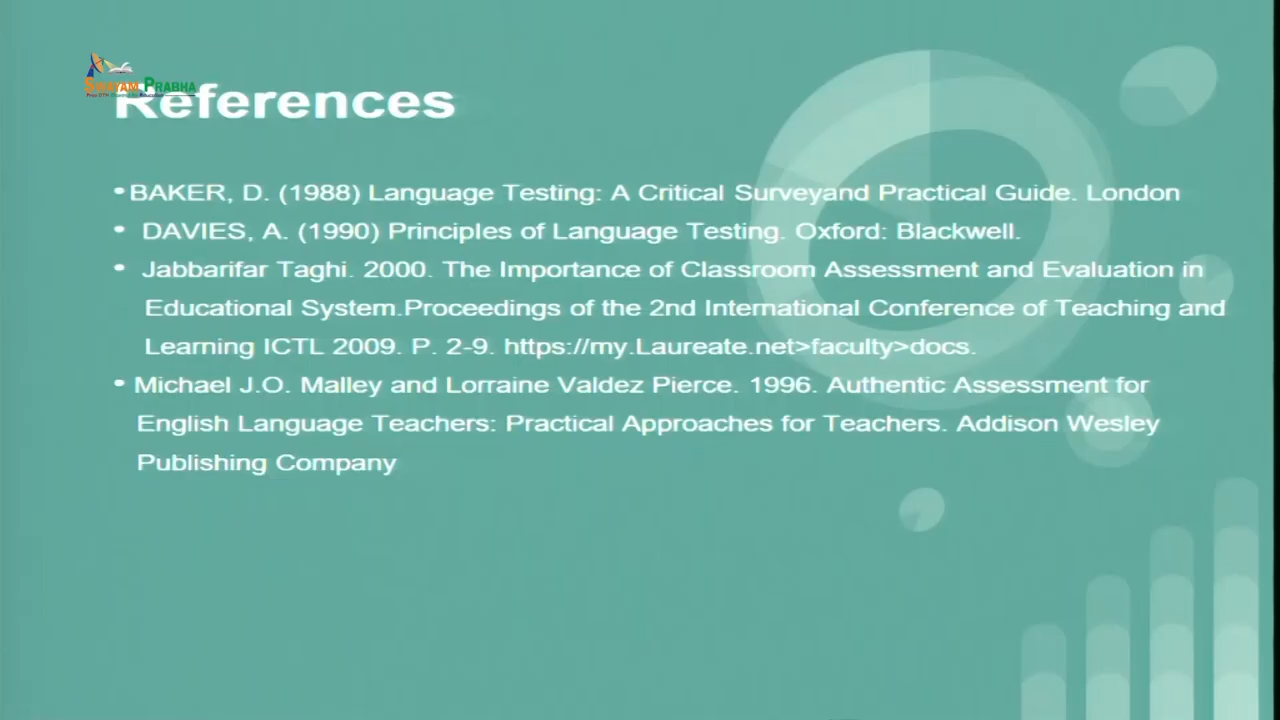 SWAYAM PRABHA
References
• BAKER, D. (1988) Language Testing: A Critical Surveyand Practical Guide. London
• DAVIES, A. (1990) Principles of Language Testing. Oxford: Blackwell.
• Jabbarifar Taghi. 2000. The Importance of Classroom Assessment and Evaluation in
Educational System.Proceedings of the 2nd International Conference of Teaching and
Learning ICTL 2009. P. 2-9. https://my.Laureate.net>faculty>docs.
• Michael J.O. Malley and Lorraine Valdez Pierce. 1996. Authentic Assessment for
English Language Teachers: Practical Approaches for Teachers. Addison Wesley
Publishing Company